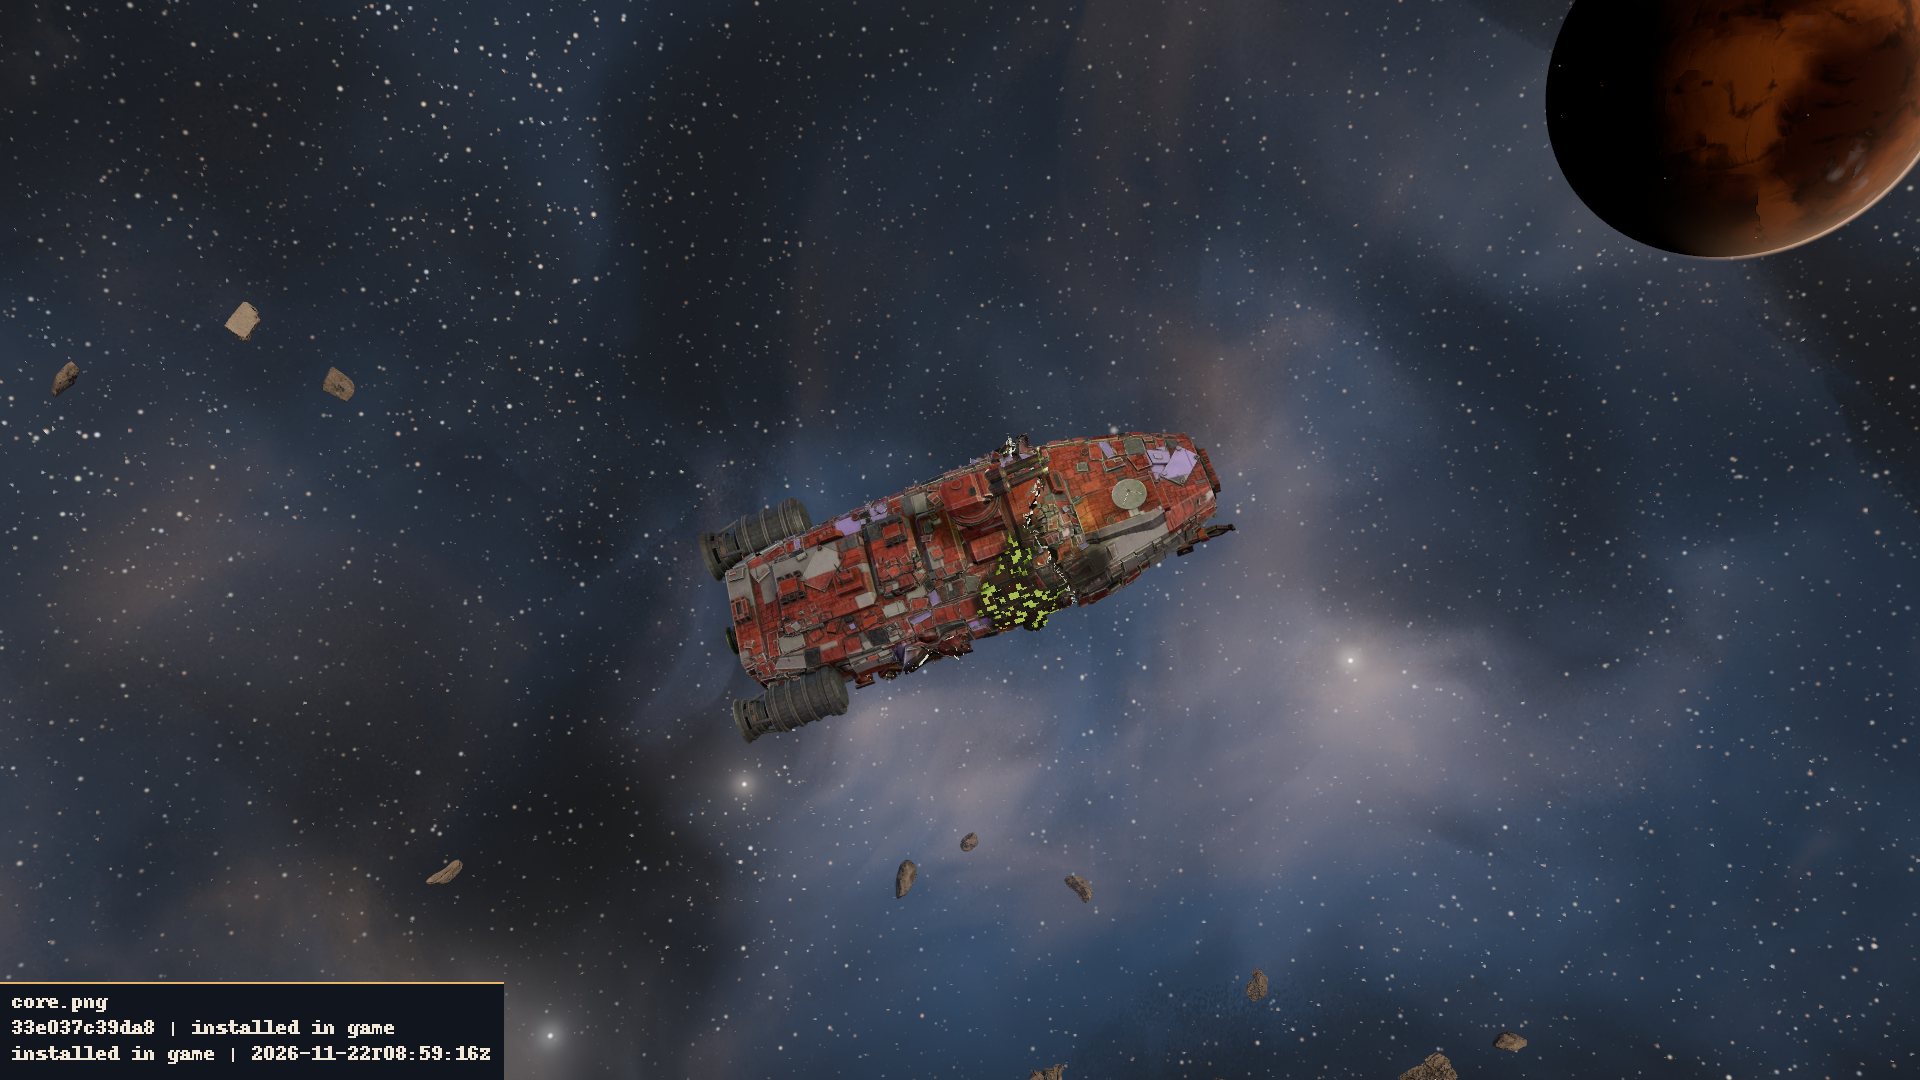 core.png
33e037c39da8 | installed in game
installed in game | 2026-11-22T08:59:16Z